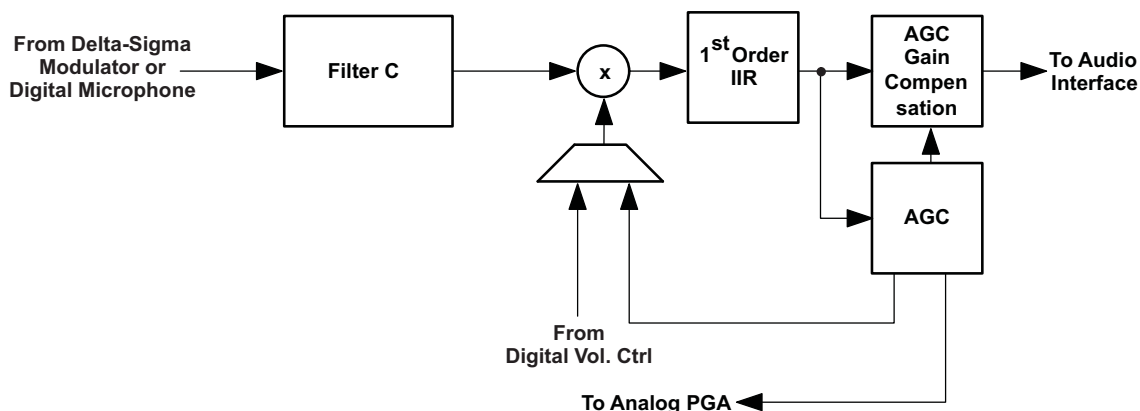 From Delta-Sigma
Modulator or
Digital Microphone
Filter C
x
1st Order
IIR
AGC
Gain
Compen
sation
To Audio
Interface
AGC
From
Digital Vol. Ctrl
To Analog PGA